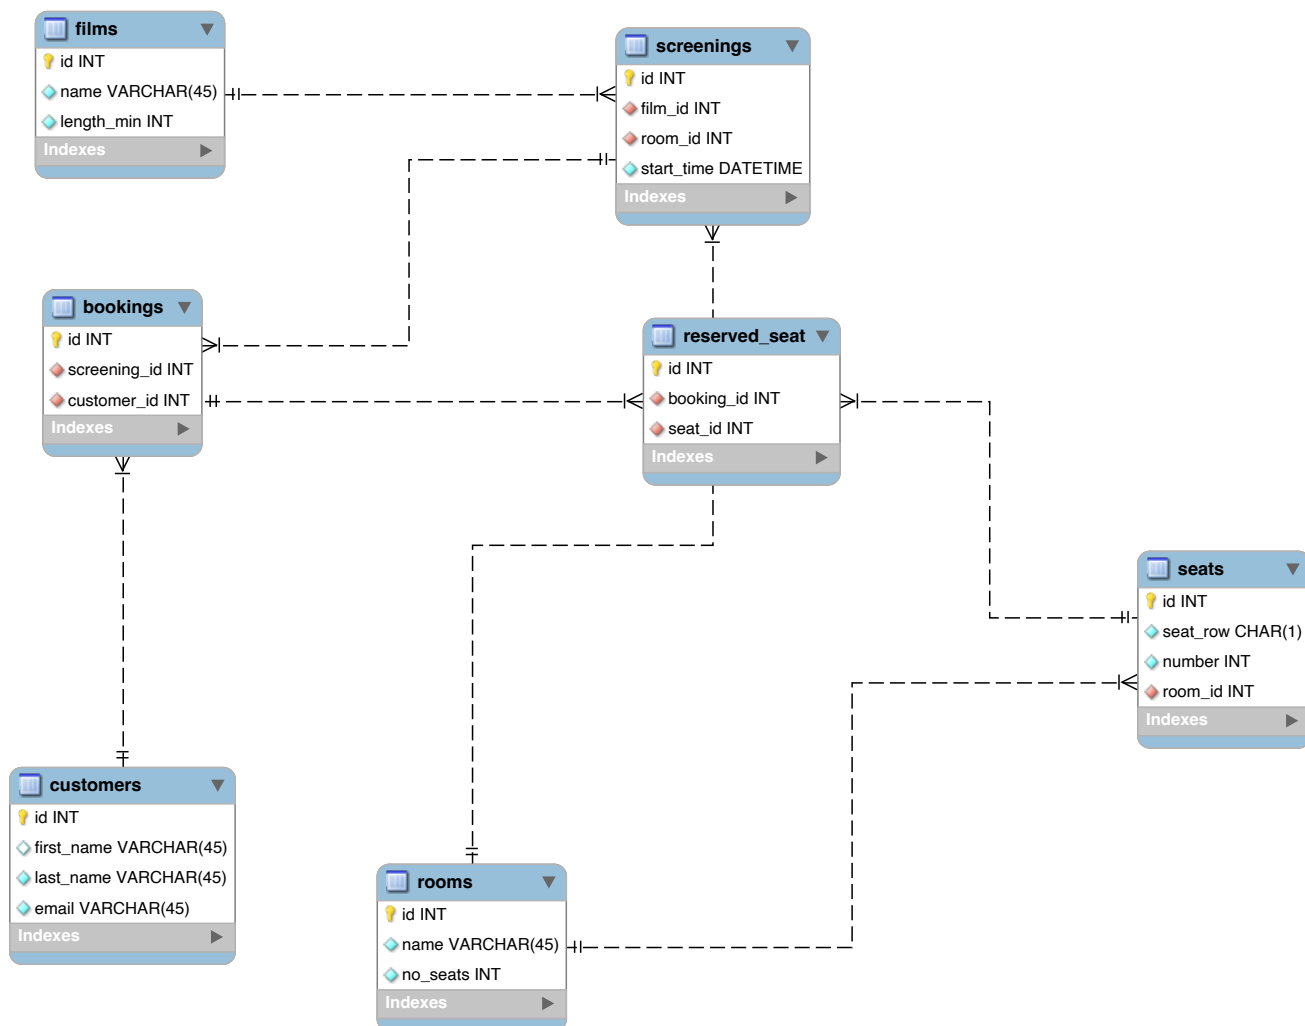 films
id INT
name VARCHAR(45)
length_min INT
Indexes
screenings
id INT
film_id INT
room_id INT
start_time DATETIME
Indexes
bookings
id INT
screening_id INT
customer_id INT
Indexes
reserved_seat
id INT
booking_id INT
seat_id INT
Indexes
seats
id INT
seat_row CHAR(1)
number INT
room_id INT
Indexes
customers
id INT
first_name VARCHAR(45)
last_name VARCHAR(45)
email VARCHAR(45)
Indexes
rooms
id INT
name VARCHAR(45)
no_seats INT
Indexes